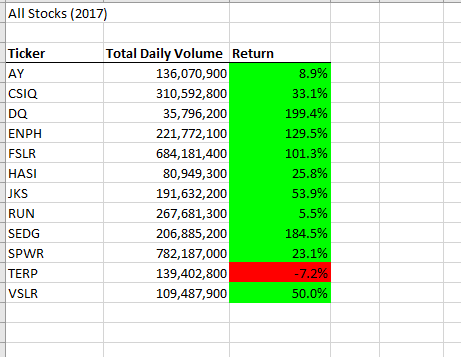 All Stocks (2017)
Ticker Total Daily Volume Return
AY 136,070,900 8.9%
CSIQ 310,592,800 33.1%
DQ 35,796,200 199.4%
ENPH 221,772,100 129.5%
FSLR 684,181,400 101.3%
HASI 80,949,300 25.8%
JKS 191,632,200 53.9%
RUN 267,681,300 5.5%
SEDG 206,885,200 184.5%
SPWR 782,187,000 23.1%
TERP 139,402,800 -7.2%
VSLR 109,487,900 50.0%